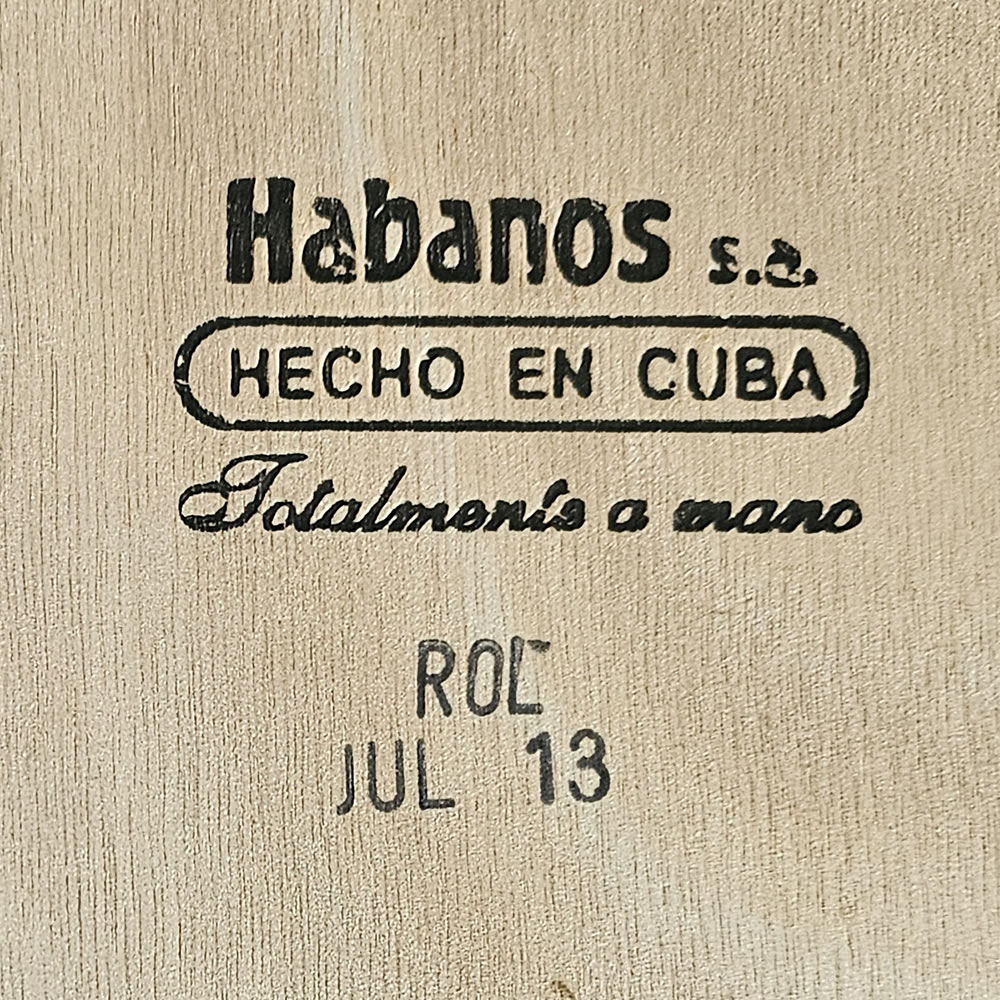 Habanos s.a.
HECHO EN CUBA
Totalmente a mano
JUL 13